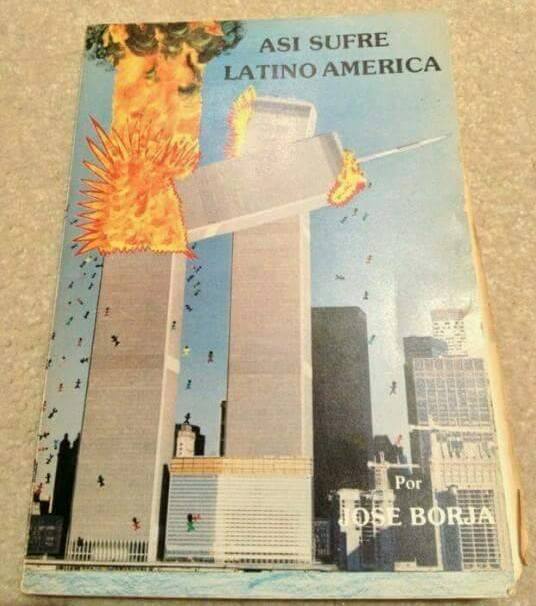 ASI SUFRE
LATINO AMERICA
Por
JOSE BORJA